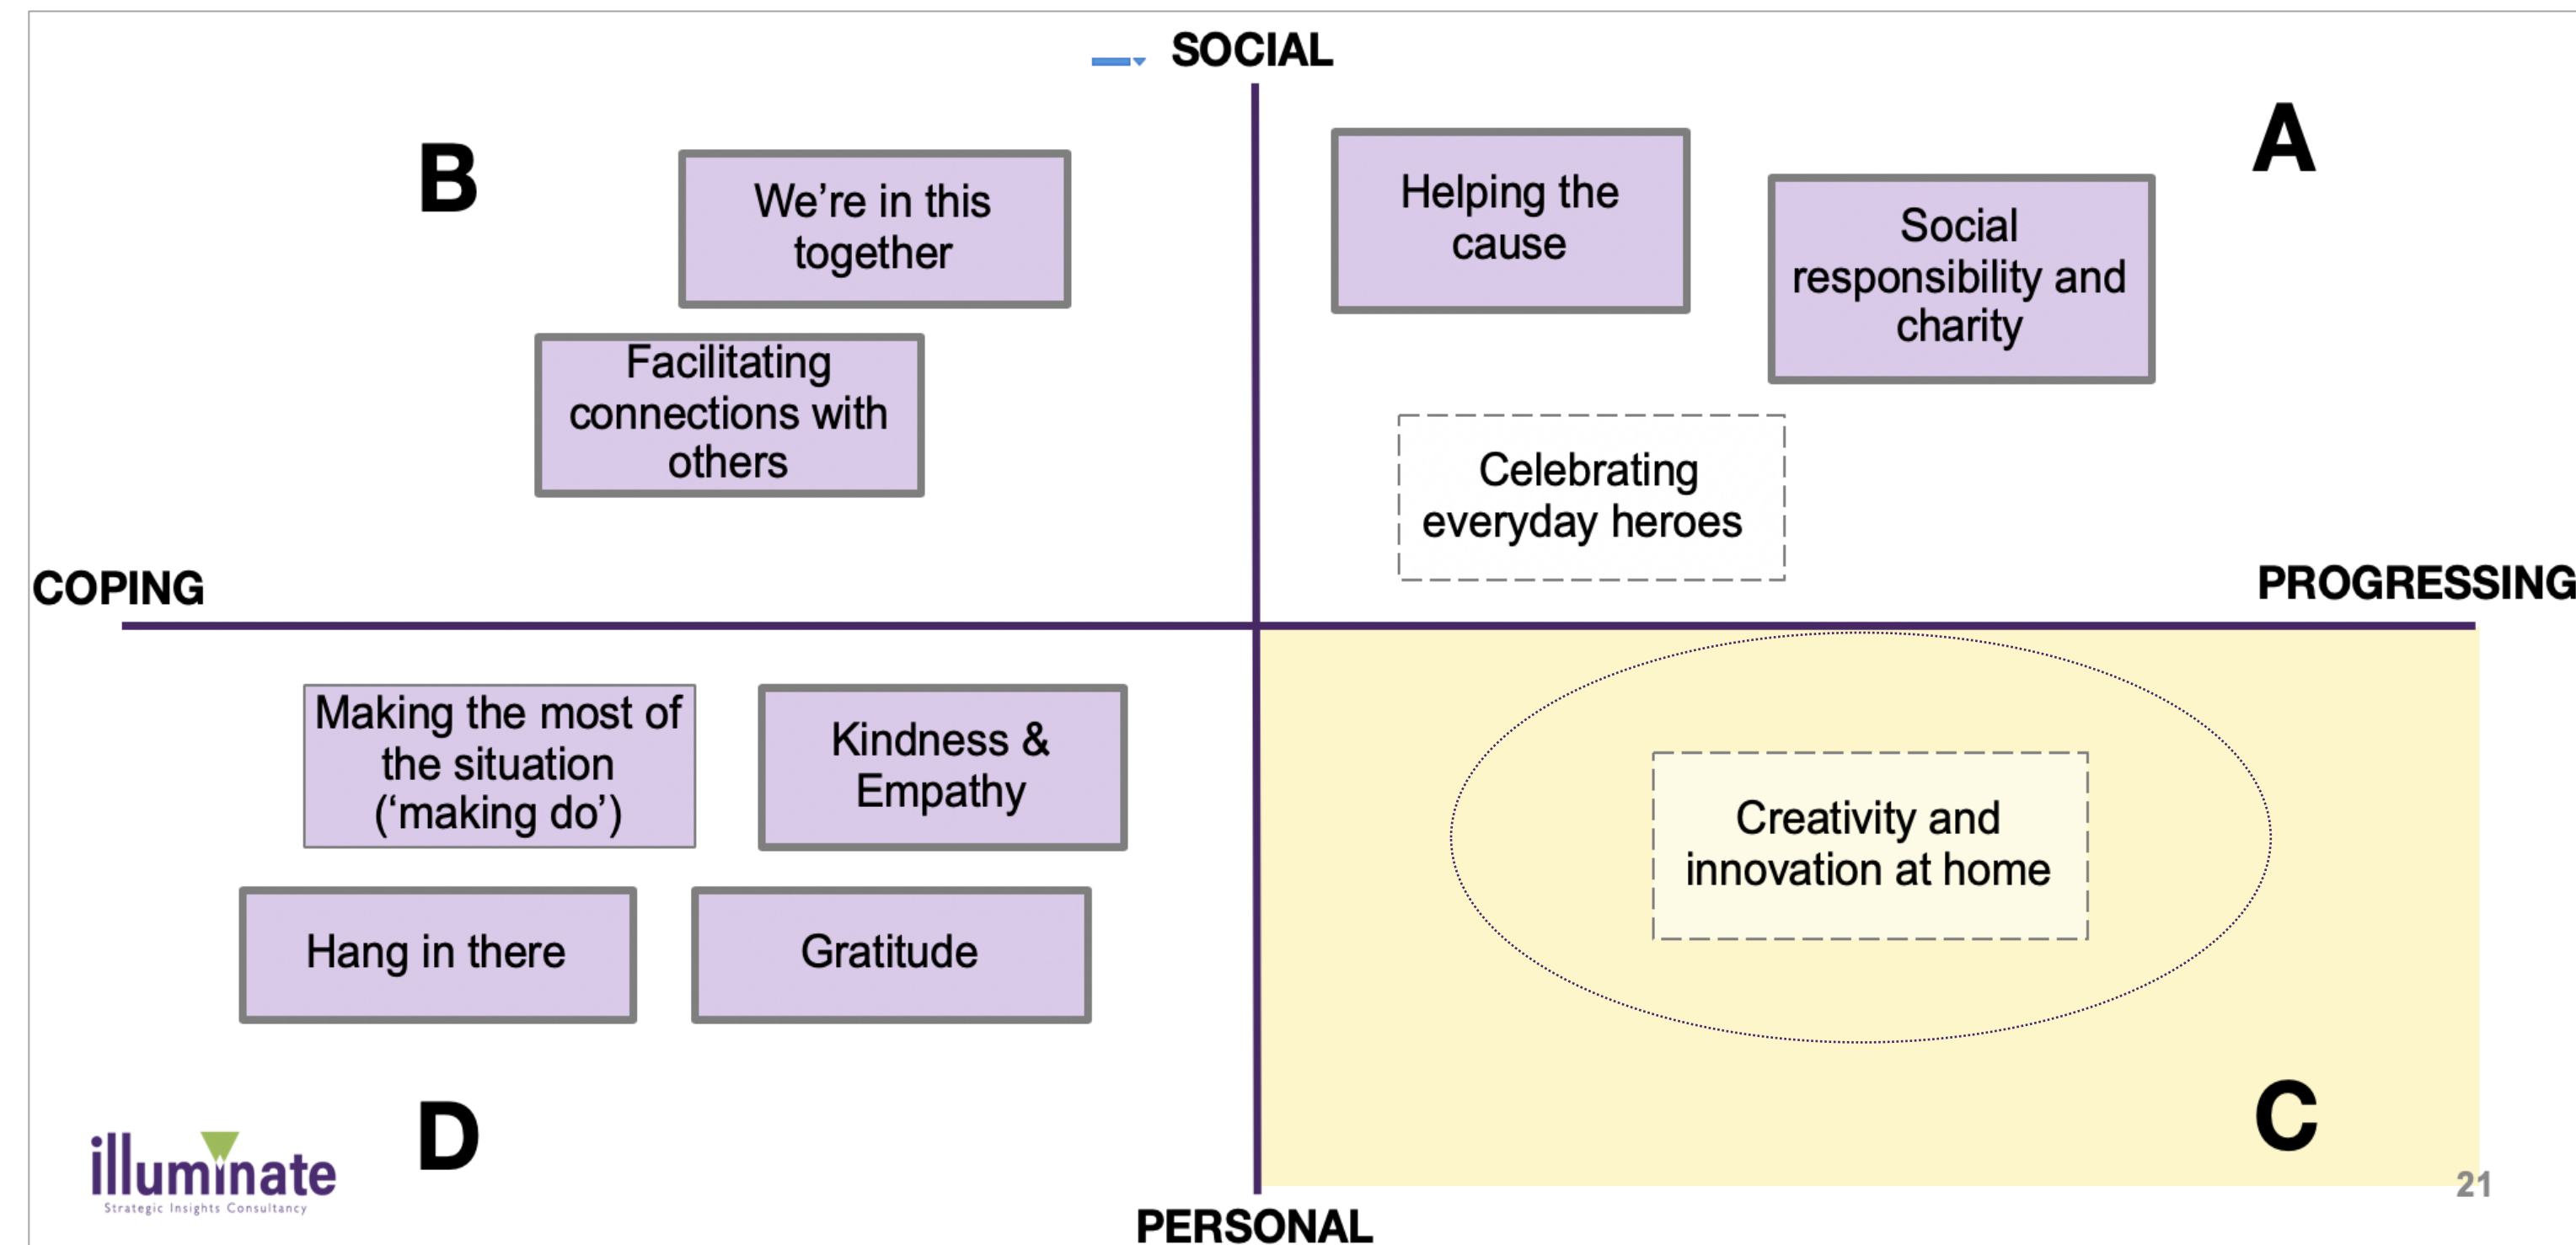 SOCIAL
B
A
We’re in this
together
Helping the
cause
Social
responsibility and
charity
Facilitating
connections with
others
Celebrating
everyday heroes
COPING
PROGRESSING
Making the most of
the situation
(‘making do’)
Kindness &
Empathy
Creativity and
innovation at home
Hang in there
Gratitude
D
C
illuminate
Strategic Insights Consultancy
21
PERSONAL